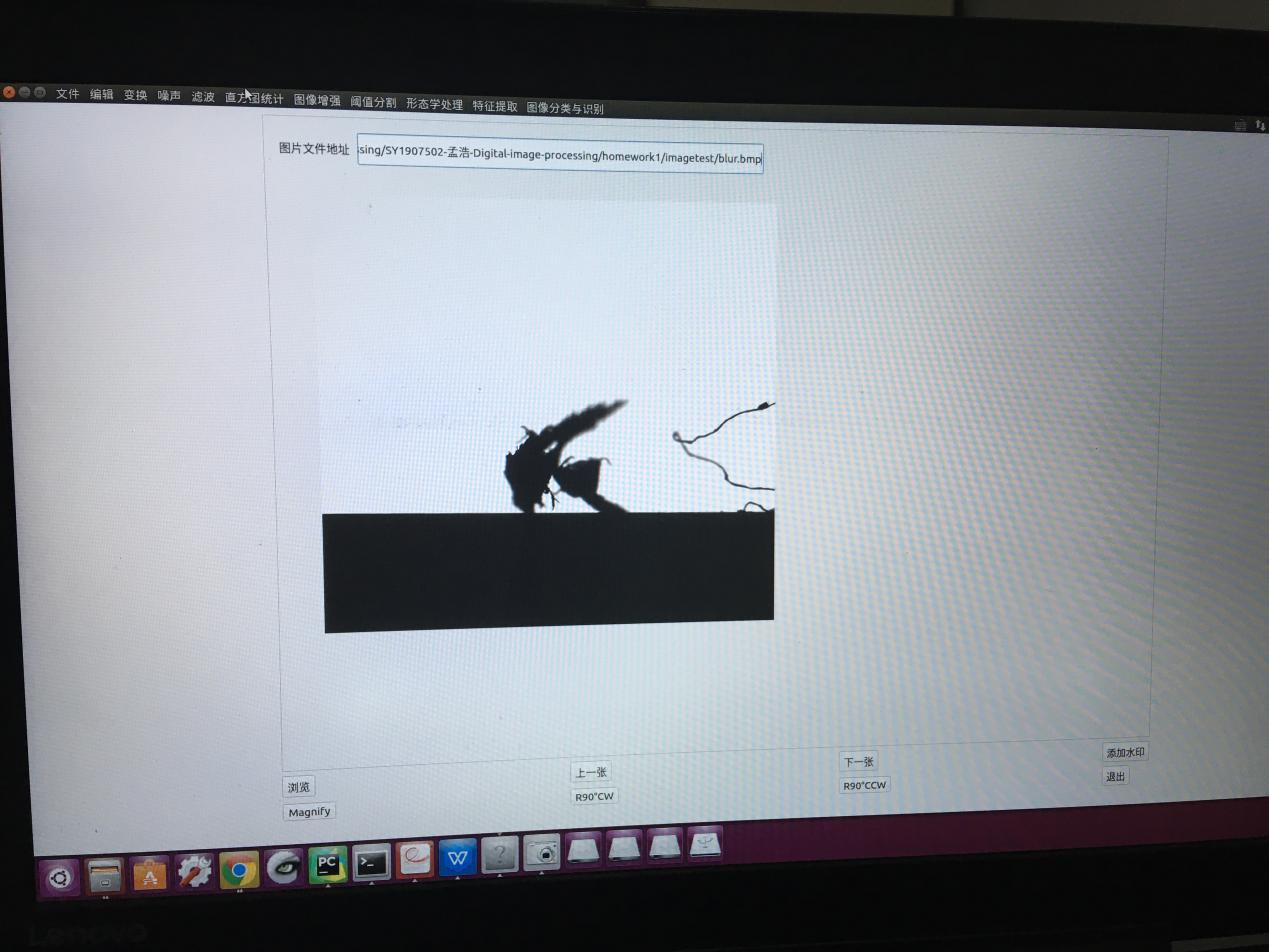 文件 编辑 变换 噪声 滤波 直方图统计 图像增强 阈值分割 形态学处理 特征提取 图像分类与识别
图片文件地址 sing/SY1907502-孟浩-Digital-image-processing/homework1/imagetest/blur.bmp
浏览 上一张 下一张 添加水印
Magnify R90°CW R90°CCW 退出
PC
W
?
Lenovo